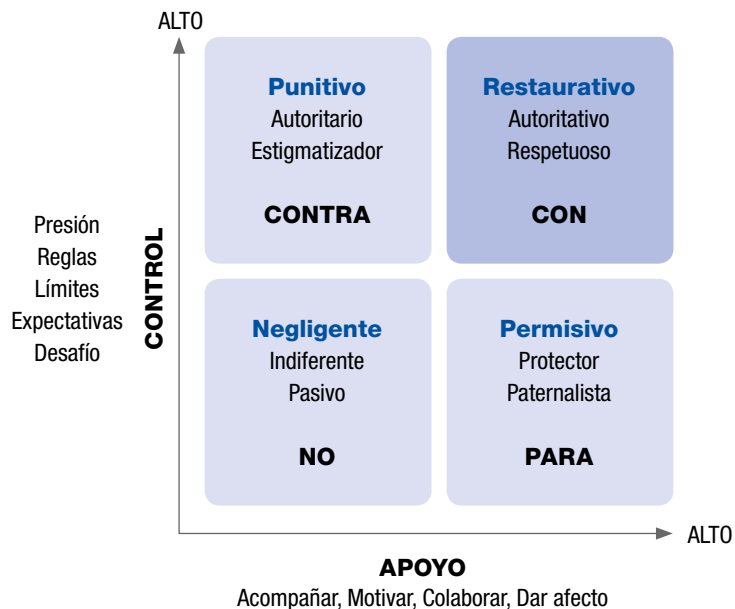 ALTO
Punitivo
Autoritario
Estigmatizador
CONTRA
Restaurativo
Autoritativo
Respetuoso
CON
Presión
Reglas
Límites
Expectativas
Desafío
CONTROL
Negligente
Indiferente
Pasivo
NO
Permisivo
Protector
Paternalista
PARA
ALTO
APOYO
Acompañar, Motivar, Colaborar, Dar afecto